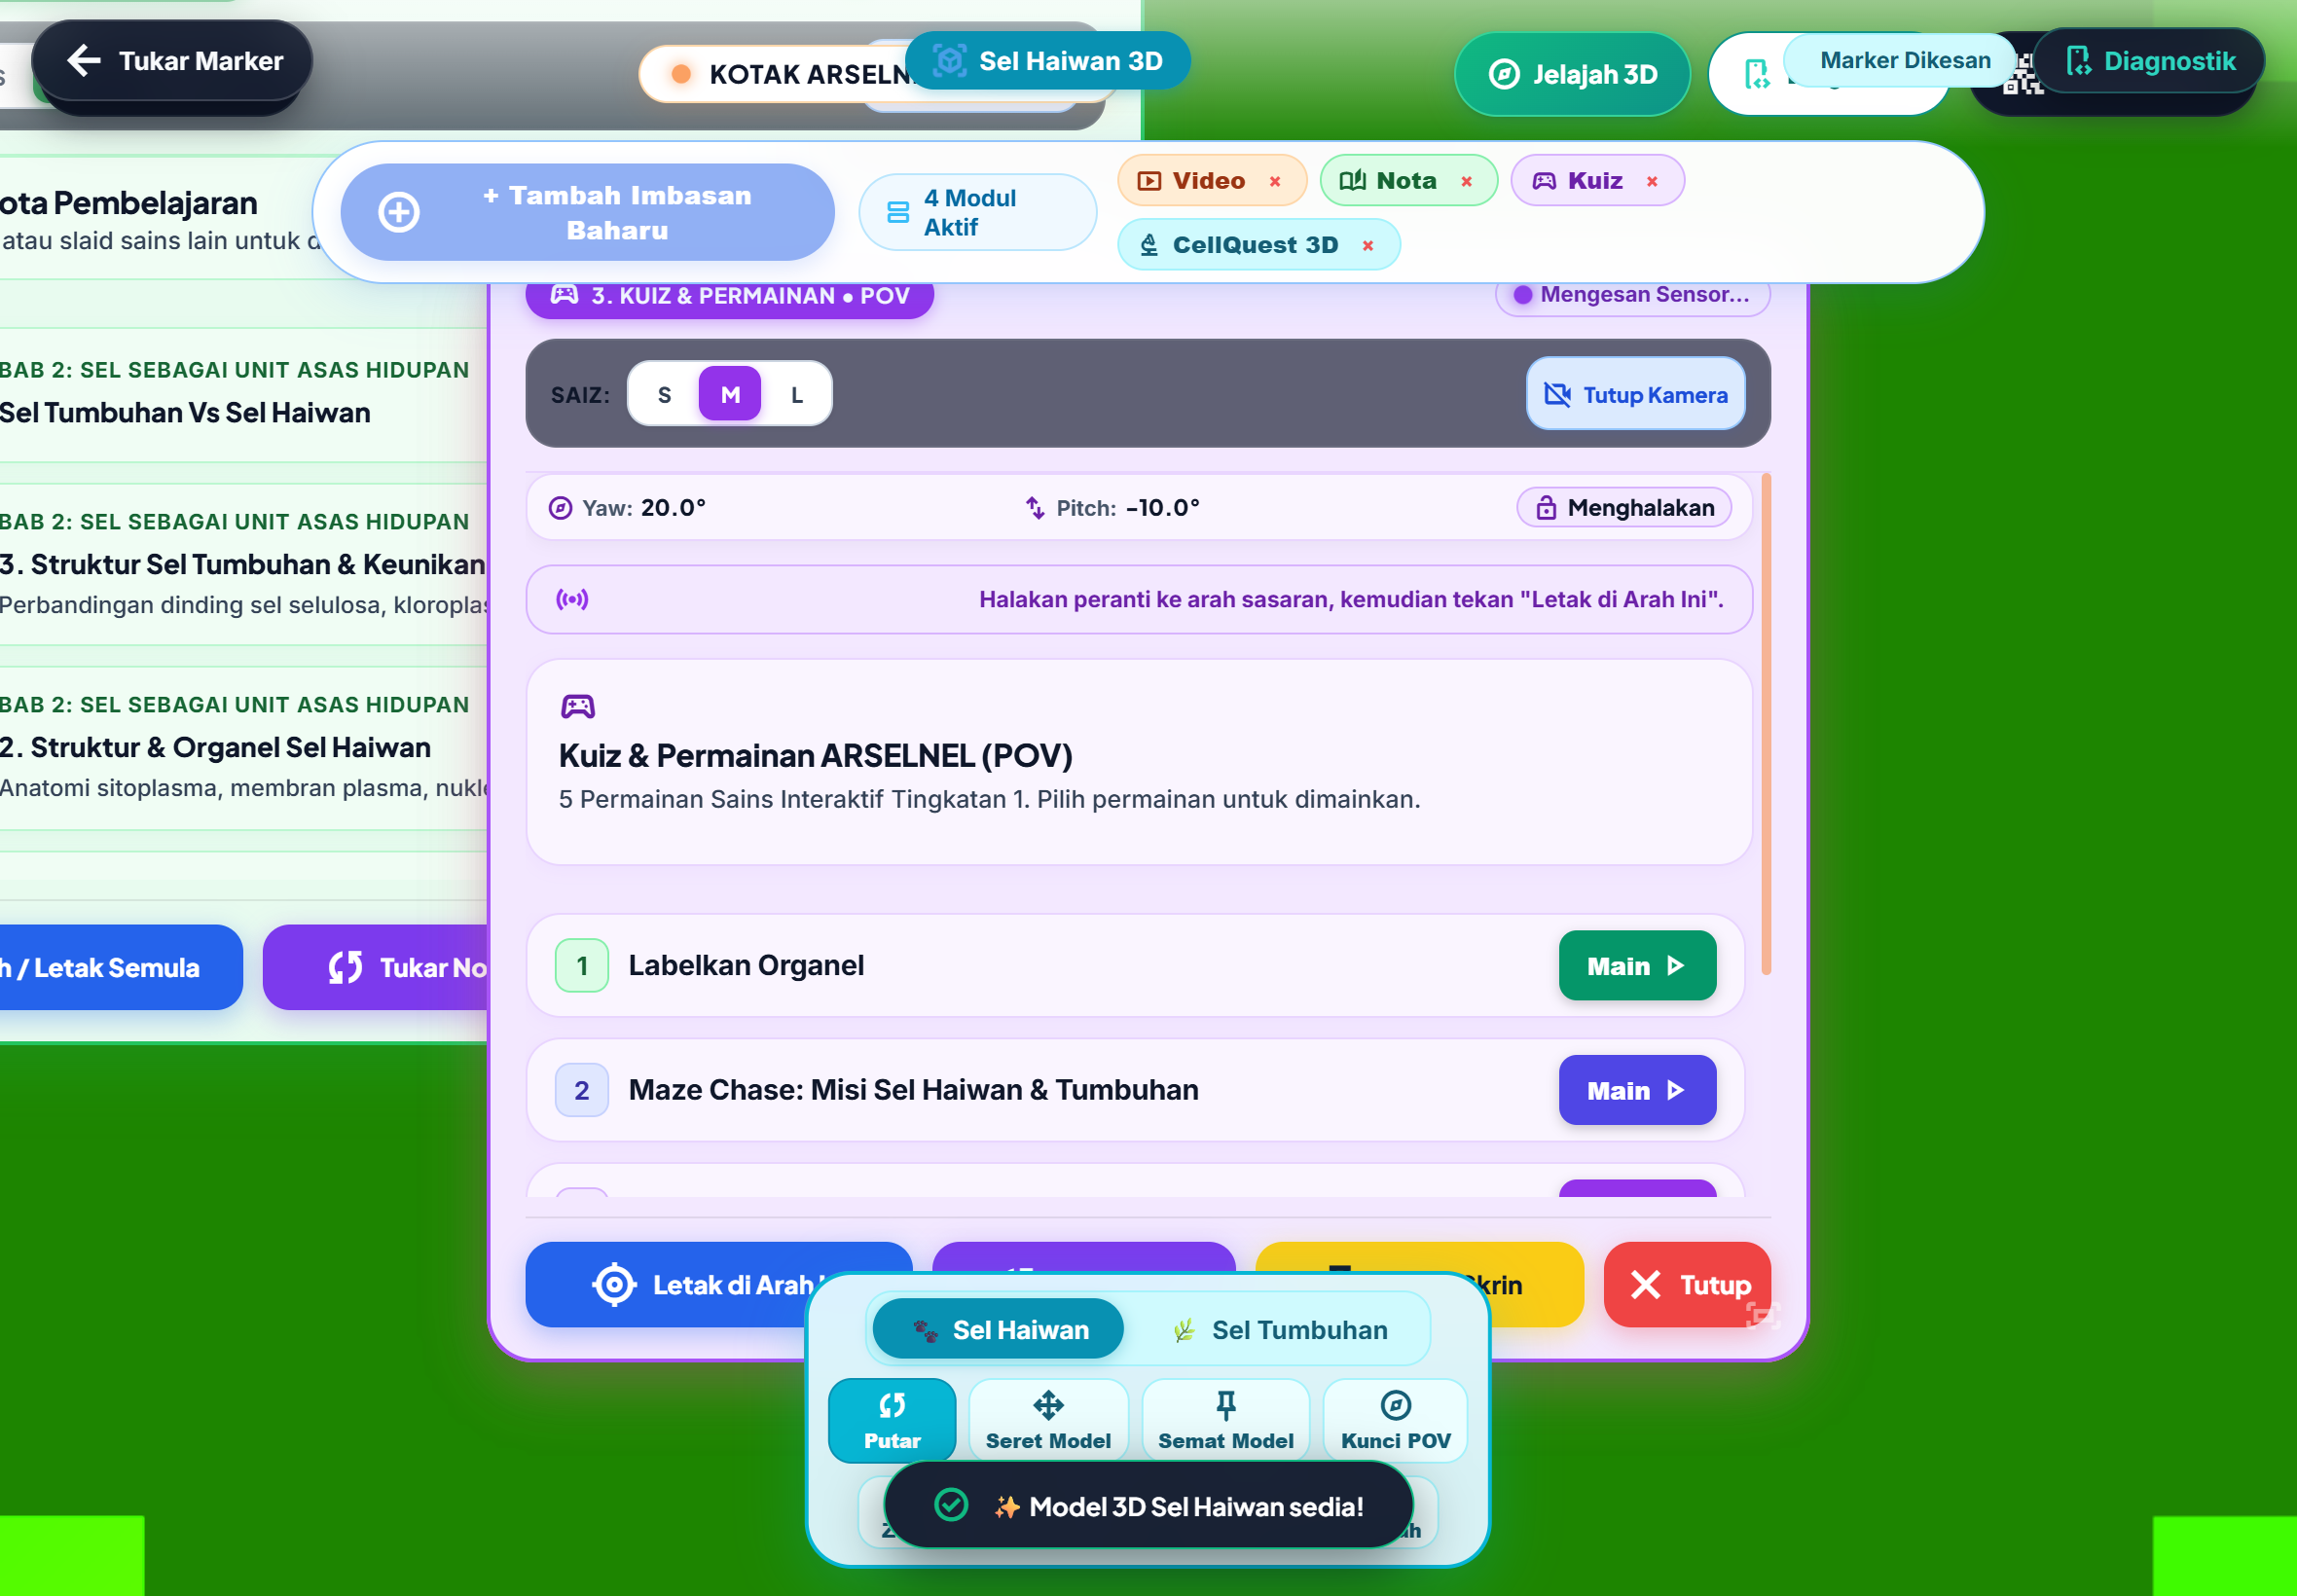 Tukar Marker
KOTAK ARSELN
Sel Haiwan 3D
Jelajah 3D
Marker Dikesan
Diagnostik
+ Tambah Imbasan
Baharu
4 Modul
Aktif
Video ×
Nota ×
Kuiz ×
CellQuest 3D ×
ota Pembelajaran
atau slaid sains lain untuk d
BAB 2: SEL SEBAGAI UNIT ASAS HIDUPAN
Sel Tumbuhan Vs Sel Haiwan
BAB 2: SEL SEBAGAI UNIT ASAS HIDUPAN
3. Struktur Sel Tumbuhan & Keunikan
Perbandingan dinding sel selulosa, kloroplas
BAB 2: SEL SEBAGAI UNIT ASAS HIDUPAN
2. Struktur & Organel Sel Haiwan
Anatomi sitoplasma, membran plasma, nukle
h / Letak Semula
Tukar No
3. KUIZ & PERMAINAN • POV
Mengesan Sensor...
SAIZ:
S
M
L
Tutup Kamera
Yaw: 20.0°
Pitch: -10.0°
Menghalakan
Halakan peranti ke arah sasaran, kemudian tekan "Letak di Arah Ini".
Kuiz & Permainan ARSELNEL (POV)
5 Permainan Sains Interaktif Tingkatan 1. Pilih permainan untuk dimainkan.
1
Labelkan Organel
Main
2
Maze Chase: Misi Sel Haiwan & Tumbuhan
Main
Letak di Arah
krin
Tutup
Sel Haiwan
Sel Tumbuhan
Putar
Seret Model
Semat Model
Kunci POV
✨ Model 3D Sel Haiwan sedia!